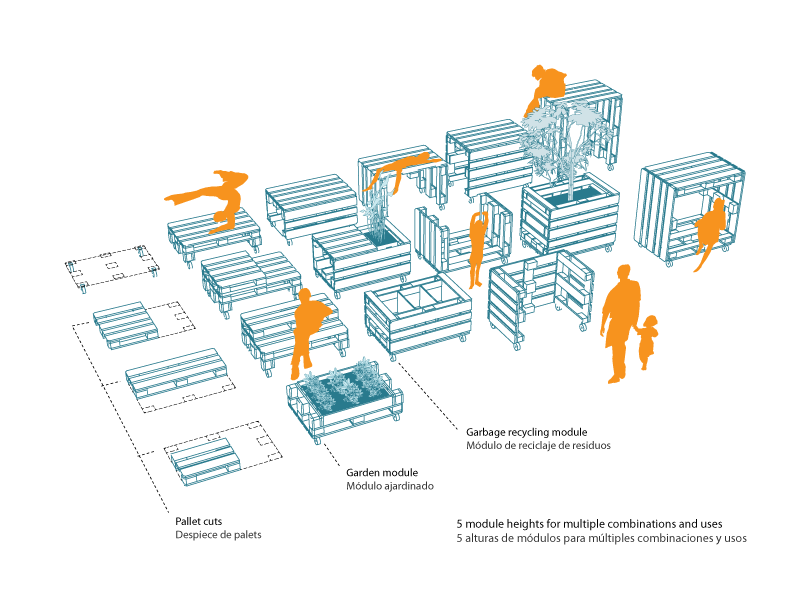 Garbage recycling module
Módulo de reciclaje de resíduos
Garden module
Módulo ajardinado
Pallet cuts
Despiece de palets
5 module heights for multiple combinations and uses
5 alturas de módulos para múltiples combinaciones y usos